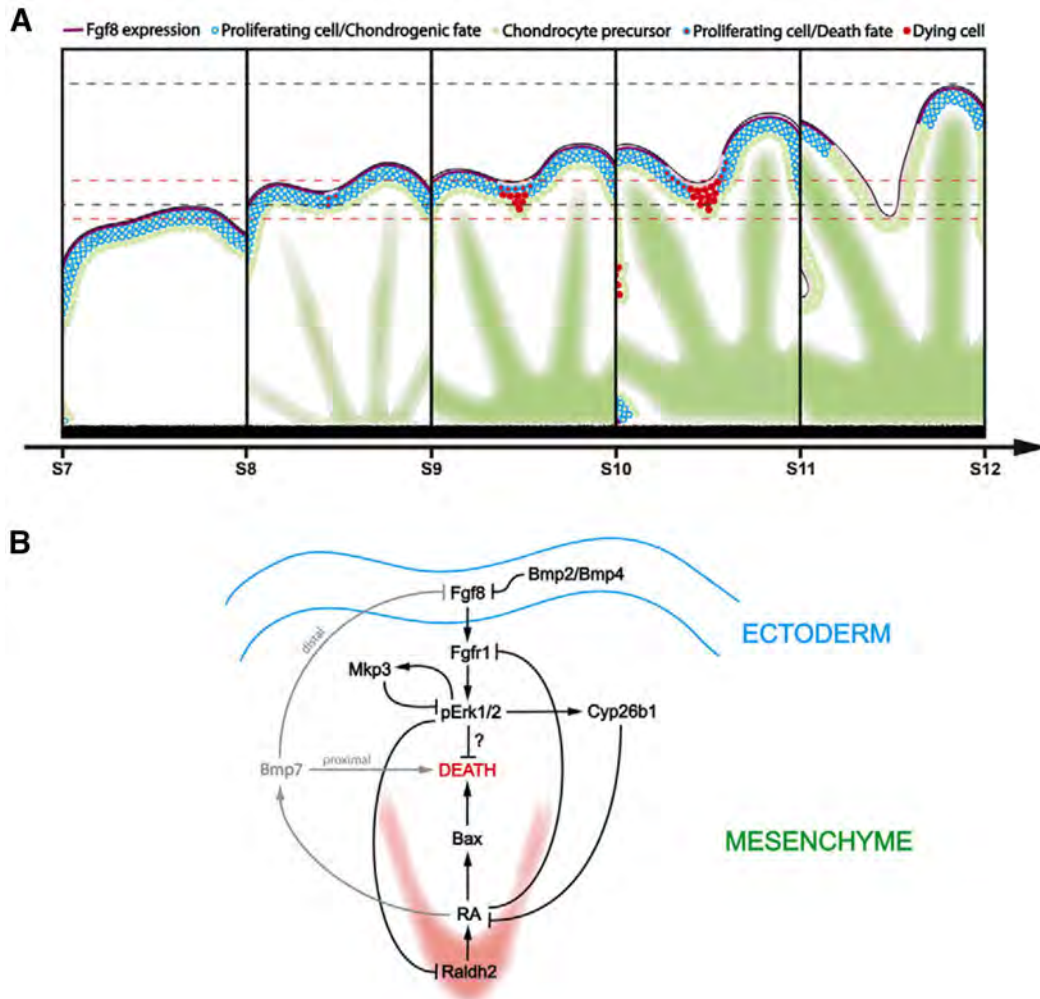 A
Fgf8 expression Proliferating cell/Chondrogenic fate Chondrocyte precursor Proliferating cell/Death fate Dying cell
S7 S8 S9 S10 S11 S12
B
Bmp2/Bmp4
Fgf8
ECTODERM
distal
Fgfr1
Mkp3
pErk1/2 Cyp26b1
?
Bmp7 proximal DEATH
Bax
MESENCHYME
RA
Raldh2